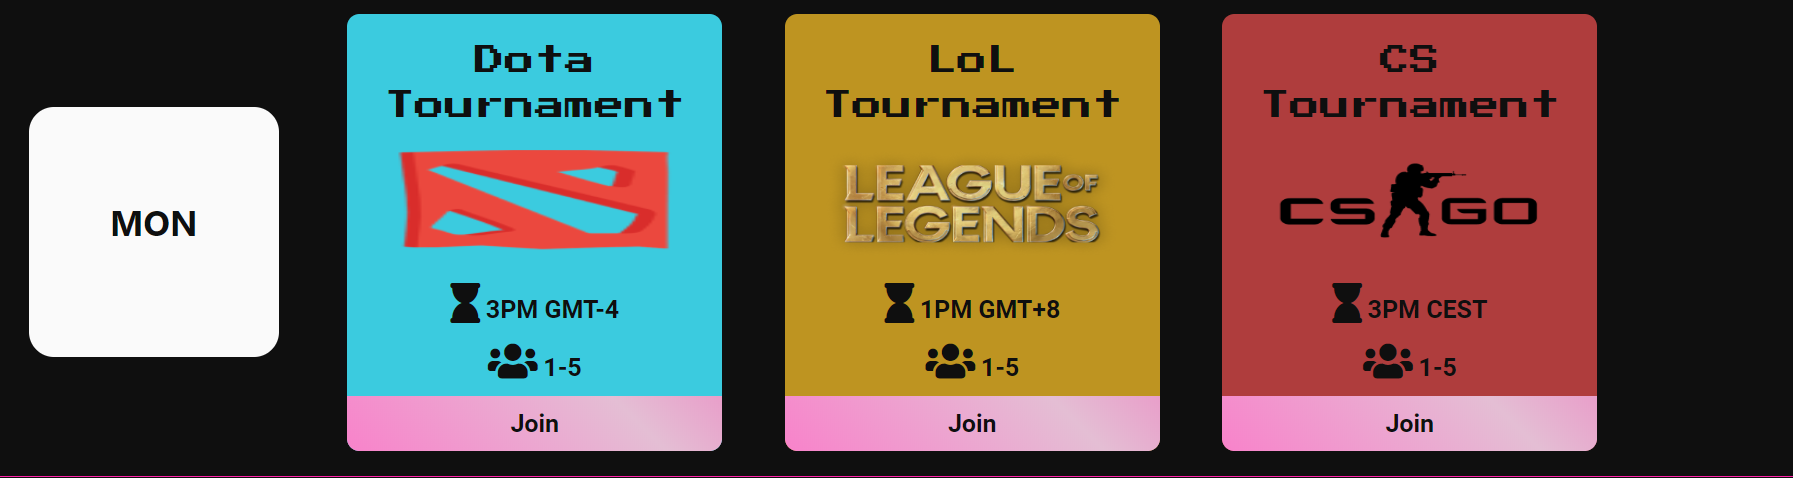 MON
Dota
Tournament
3PM GMT-4
1-5
Join
LoL
Tournament
LEAGUE OF
LEGENDS
1PM GMT+8
1-5
Join
CS
Tournament
CS GO
3PM CEST
1-5
Join